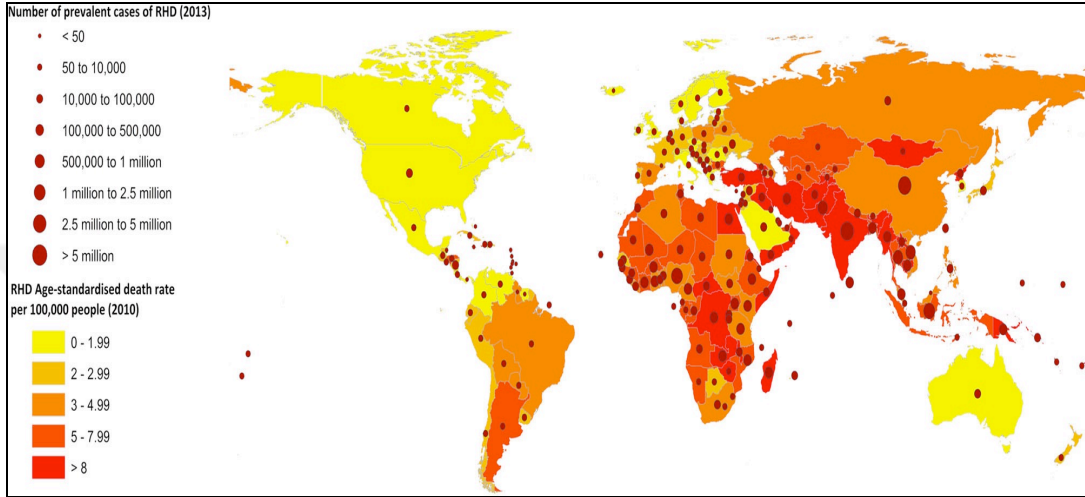 Number of prevalent cases of RHD (2013)
< 50
50 to 10,000
10,000 to 100,000
100,000 to 500,000
500,000 to 1 million
1 million to 2.5 million
2.5 million to 5 million
> 5 million
RHD Age-standardised death rate
per 100,000 people (2010)
0 - 1.99
2 - 2.99
3 - 4.99
5 - 7.99
> 8